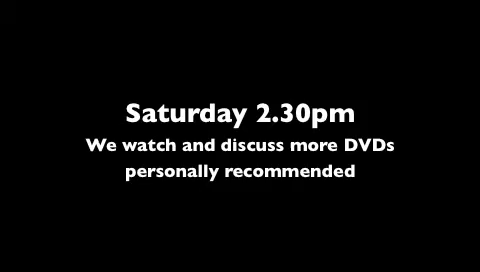 Saturday 2.30pm
We watch and discuss more DVDs
personally recommended